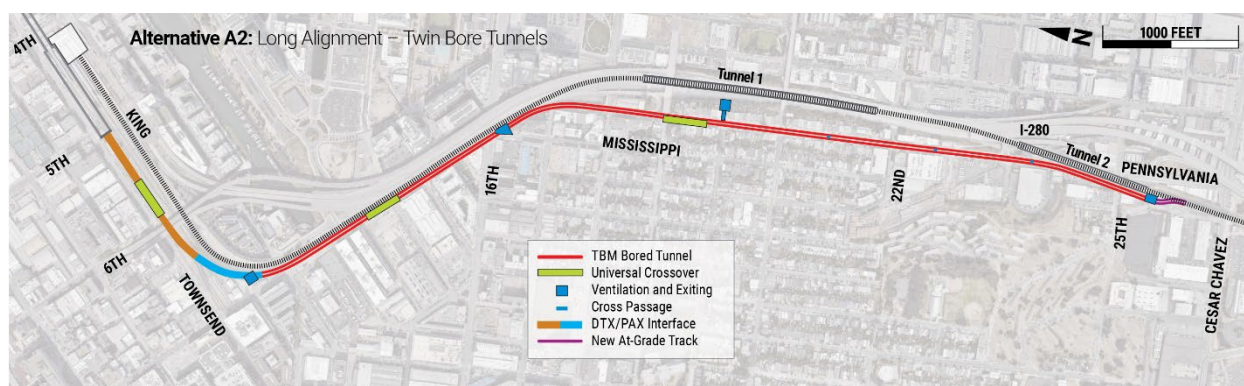 Alternative A2: Long Alignment – Twin Bore Tunnels
N
1000 FEET
4TH
KING
5TH
6TH
TOWNSEND
16TH
Tunnel 1
MISSISSIPPI
I-280
22ND
Tunnel 2
PENNSYLVANIA
25TH
CESAR CHAVEZ
TBM Bored Tunnel
Universal Crossover
Ventilation and Exiting
Cross Passage
DTX/PAX Interface
New At-Grade Track